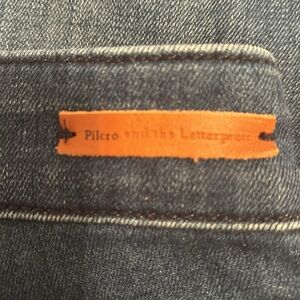 Pilcro and the Letterpress